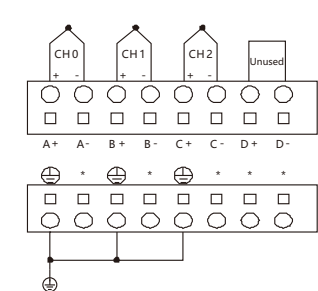 CH0 CH1 CH2 Unused
+ - + - + -
A+ A- B+ B- C+ C- D+ D-
* * * * *